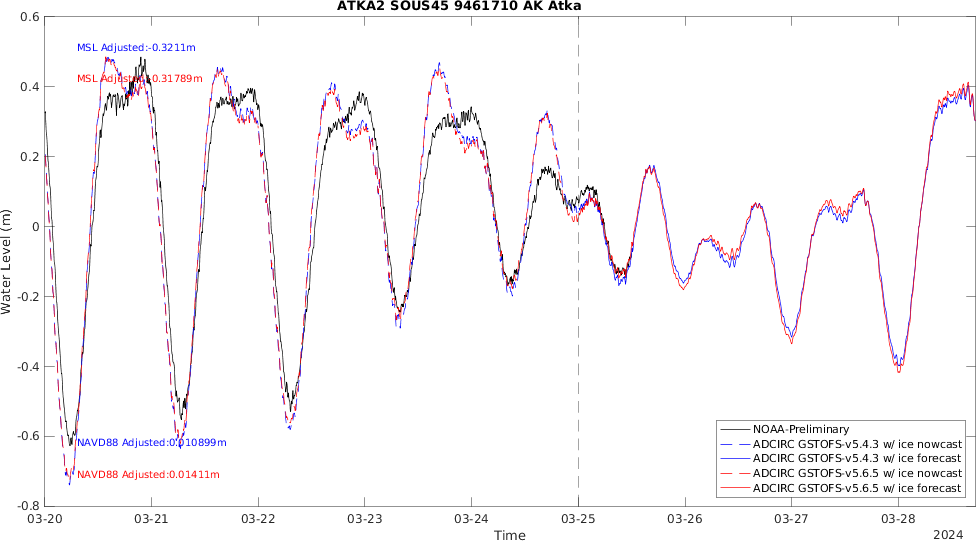 ATKA2 SOUS45 9461710 AK Atka
Water Level (m)
0.6
0.4
0.2
0
-0.2
-0.4
-0.6
-0.8
MSL Adjusted:-0.3211m
MSL Adjusted:-0.31789m
NAVD88 Adjusted:0.010899m
NAVD88 Adjusted:0.01411m
NOAA-Preliminary
ADCIRC GSTOFS-v5.4.3 w/ ice nowcast
ADCIRC GSTOFS-v5.4.3 w/ ice forecast
ADCIRC GSTOFS-v5.6.5 w/ ice nowcast
ADCIRC GSTOFS-v5.6.5 w/ ice forecast
03-20 03-21 03-22 03-23 03-24 03-25 03-26 03-27 03-28
Time
2024